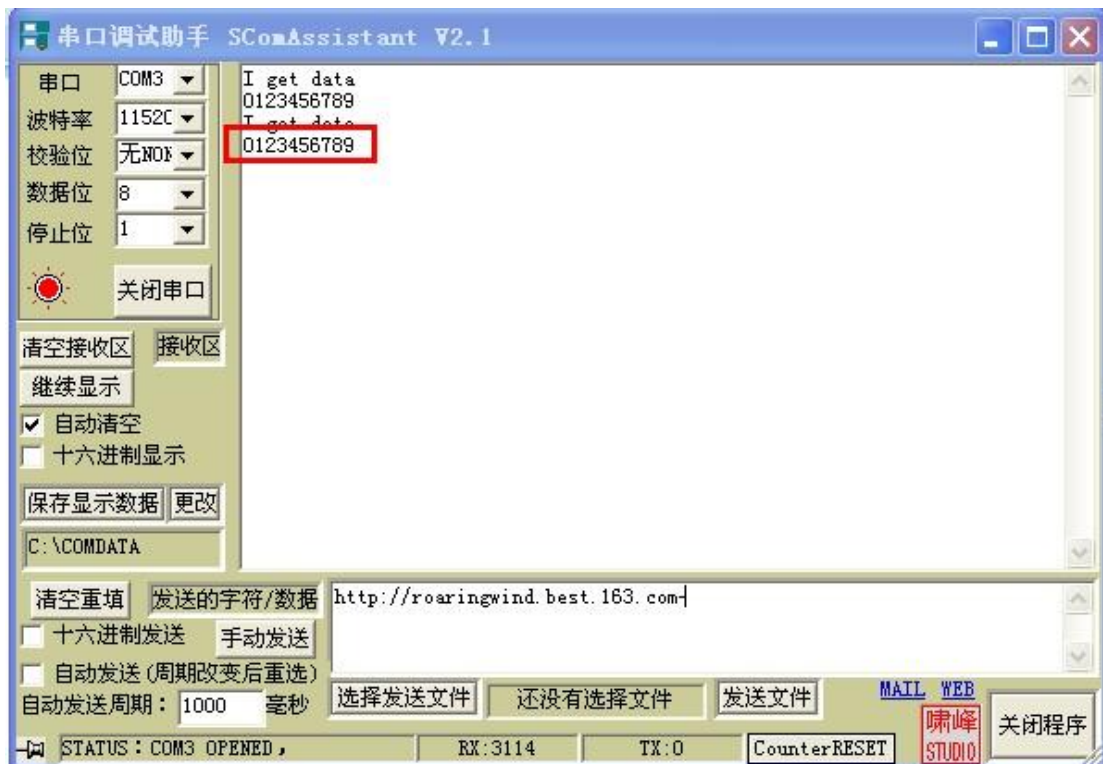 串口调试助手 SComAssistant V2.1
串口 COM3
波特率 1152C
校验位 无NON
数据位 8
停止位 1
关闭串口
清空接收区 接收区
继续显示
自动清空
十六进制显示
保存显示数据 更改
C:\COMDATA
I get data
0123456789
I get data
0123456789
清空重填 发送的字符/数据 http://roaringwind.best.163.com
十六进制发送 手动发送
自动发送(周期改变后重选)
自动发送周期: 1000 毫秒 选择发送文件 还没有选择文件 发送文件 MAIL WEB
啸峰
STUDIO
关闭程序
STATUS:COM3 OPENED, RX:3114 TX:0 CounterRESET